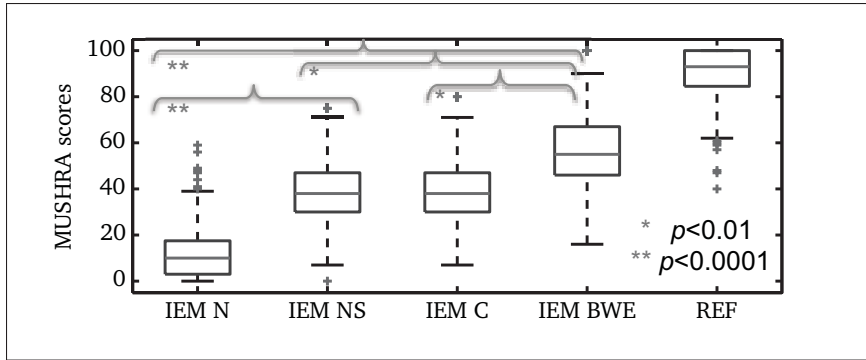 MUSHRA scores
100
80
60
40
20
0
**
*
**
*
* p<0.01
** p<0.0001
IEM N IEM NS IEM C IEM BWE REF